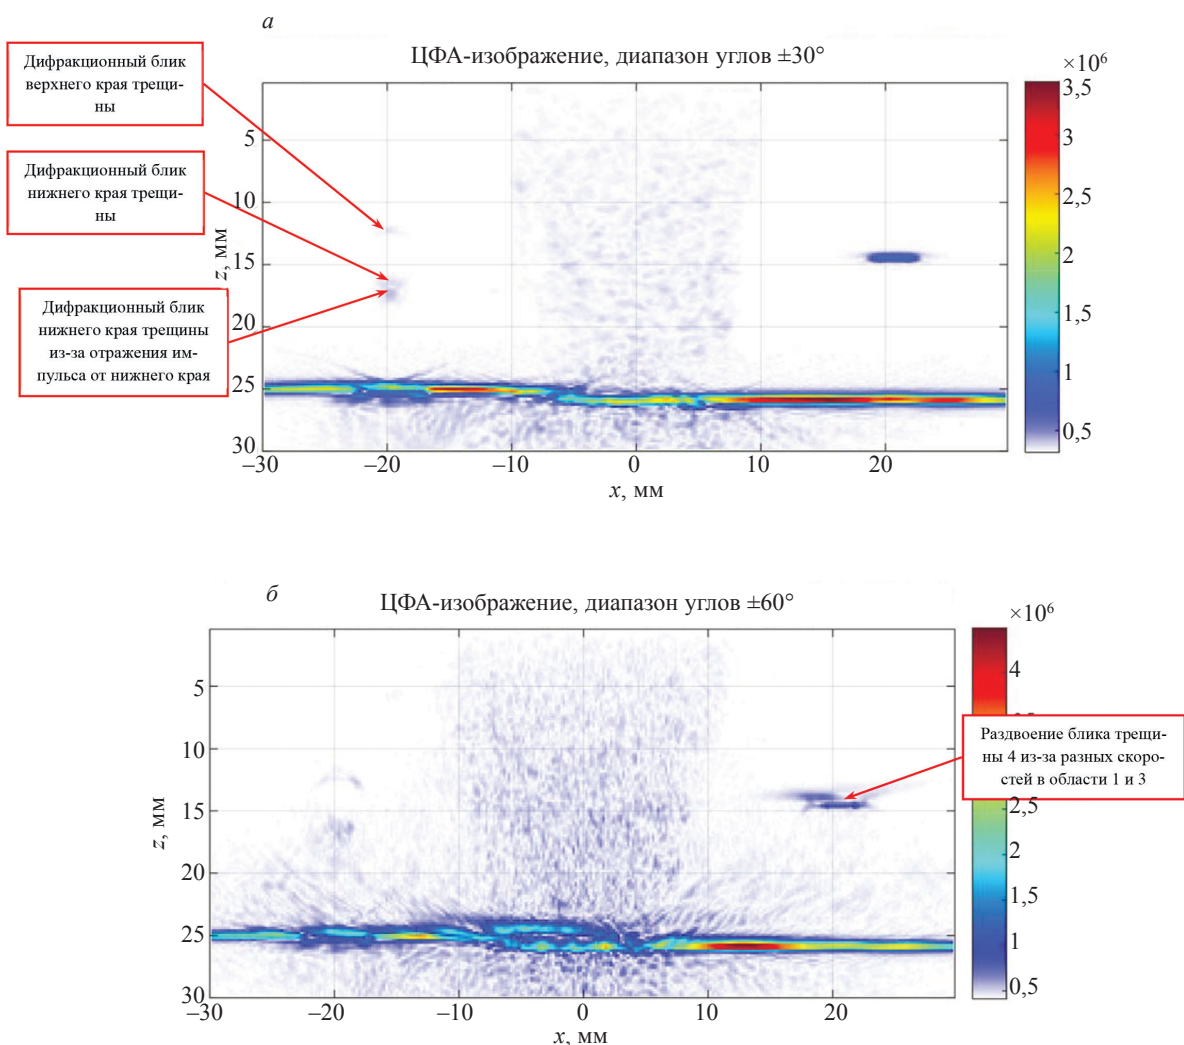 а
ЦФА-изображение, диапазон углов ±30°
×10⁶
Дифракционный блик
верхнего края трещи-
ны
Дифракционный блик
нижнего края трещи-
ны
Дифракционный блик
нижнего края трещины
из-за отражения им-
пульса от нижнего края
z, мм
5
10
15
20
25
30
–30
–20
–10
0
10
20
x, мм
3,5
3
2,5
2
1,5
1
0,5
б
ЦФА-изображение, диапазон углов ±60°
×10⁶
z, мм
5
10
15
20
25
30
–30
–20
–10
0
10
20
x, мм
4
Раздвоение блика трещи-
ны 4 из-за разных скоро-
стей в области 1 и 3
2,5
2
1,5
1
0,5